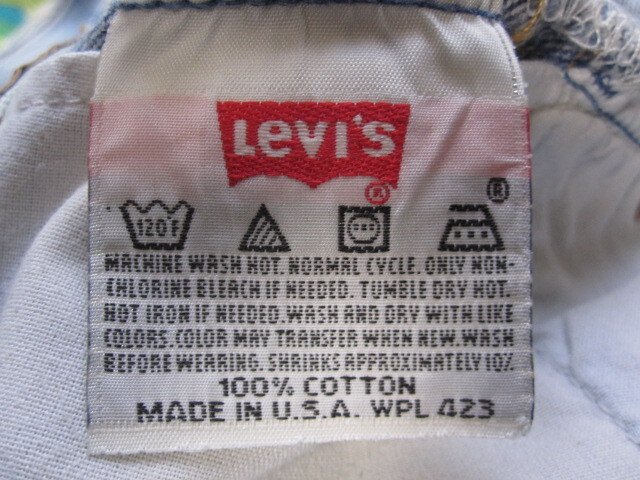 Levi's
®
®
120°F
MACHINE WASH HOT. NORMAL CYCLE. ONLY NON-
CHLORINE BLEACH IF NEEDED. TUMBLE DRY HOT.
HOT IRON IF NEEDED. WASH AND DRY WITH LIKE
COLORS. COLOR MAY TRANSFER WHEN NEW. WASH
BEFORE WEARING. SHRINKS APPROXIMATELY 10%
100% COTTON
MADE IN U.S.A. WPL 423